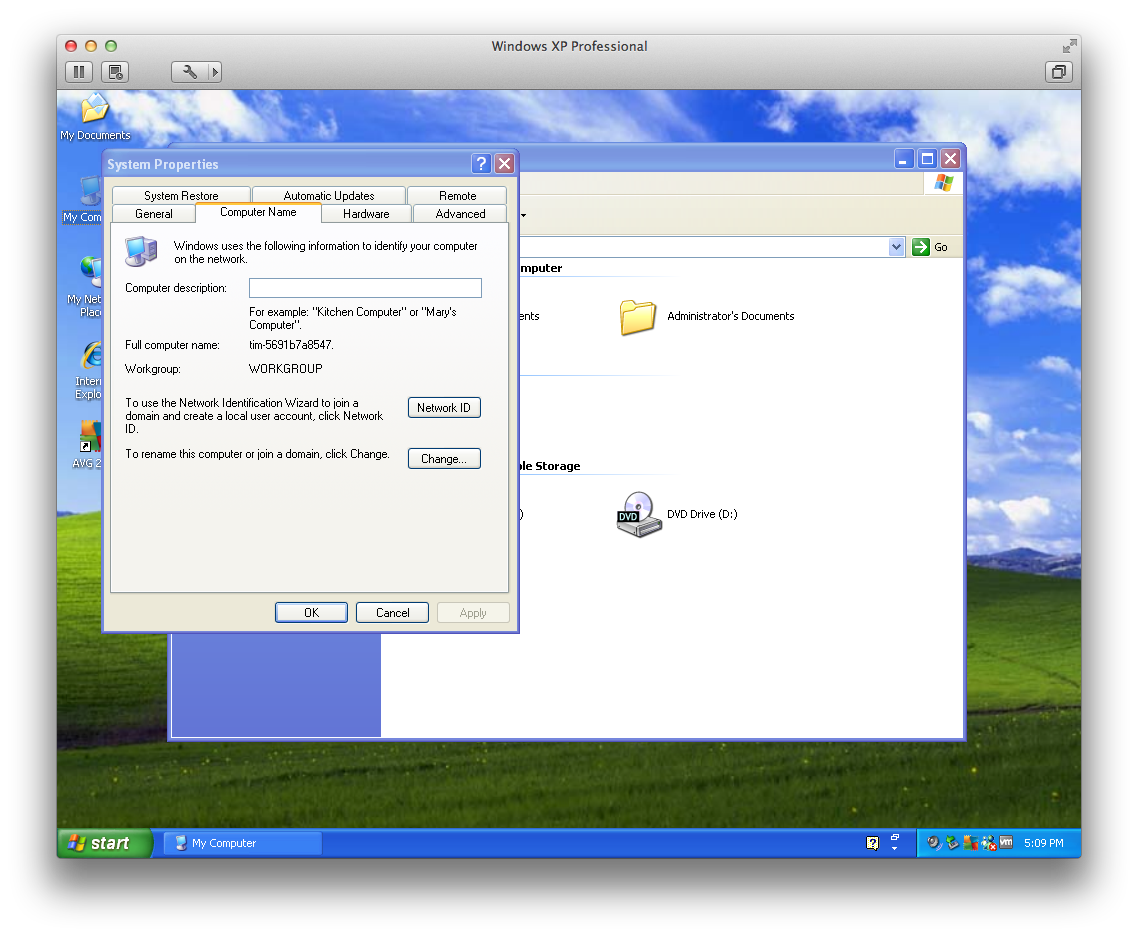 Windows XP Professional
My Documents
System Properties
System Restore
Automatic Updates
Remote
General
Computer Name
Hardware
Advanced
My Com
Windows uses the following information to identify your computer
on the network.
Go
Computer description:
mputer
For example: "Kitchen Computer" or "Mary's
Computer".
My Net
Place
ents
Administrator's Documents
Full computer name:
tim-5691b7a8547.
Workgroup:
WORKGROUP
Intern
Explo
To use the Network Identification Wizard to join a
domain and create a local user account, click Network
ID.
Network ID
To rename this computer or join a domain, click Change.
Change...
AVG 2
ble Storage
)
DVD
DVD Drive (D:)
OK
Cancel
Apply
start
My Computer
?
vm
5:09 PM